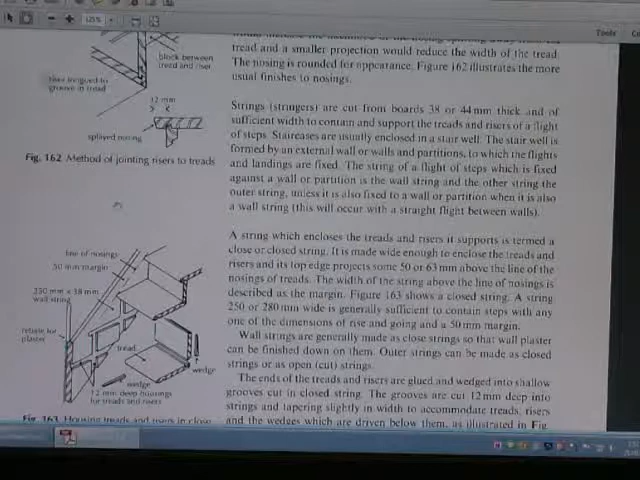 125%
Tools
block between
tread and riser
riser tongued to
groove in tread
12 mm
splayed nosing
Fig. 162 Method of jointing risers to treads
line of nosings
50 mm margin
250 mm x 38 mm
wall string
rebate for
plaster
tread
wedge
wedge
12 mm deep housings
for treads and risers
Fig. 163 Housing treads and risers in close
tread and a smaller projection would reduce the width of the tread.
The nosing is rounded for appearance. Figure 162 illustrates the more
usual finishes to nosings.
Strings (stringers) are cut from boards 38 or 44 mm thick and of
sufficient width to contain and support the treads and risers of a flight
of steps. Staircases are usually enclosed in a stair well. The stair well is
formed by an external wall or walls and partitions, to which the flights
and landings are fixed. The string of a flight of steps which is fixed
against a wall or partition is the wall string and the other string the
outer string, unless it is also fixed to a wall or partition when it is also
a wall string (this will occur with a straight flight between walls).
A string which encloses the treads and risers it supports is termed a
close or closed string. It is made wide enough to enclose the treads and
risers and its top edge projects some 50 or 63 mm above the line of the
nosings of treads. The width of the string above the line of nosings is
described as the margin. Figure 163 shows a closed string. A string
250 or 280 mm wide is generally sufficient to contain steps with any
one of the dimensions of rise and going and a 50 mm margin.
Wall strings are generally made as close strings so that wall plaster
can be finished down on them. Outer strings can be made as closed
strings or as open (cut) strings.
The ends of the treads and risers are glued and wedged into shallow
grooves cut in closed string. The grooves are cut 12 mm deep into
strings and tapering slightly in width to accommodate treads, risers
and the wedges which are driven below them, as illustrated in Fig.